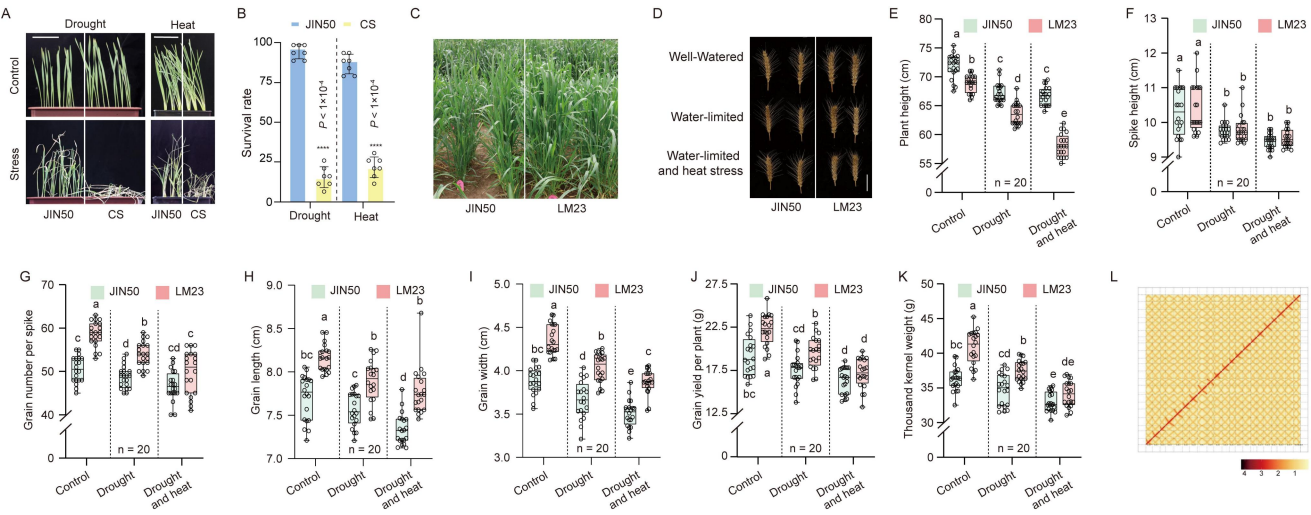 A
Drought
Heat
Control
Stress
JIN50
CS
JIN50
CS
B
JIN50
CS
Survival rate
100
75
50
25
0
P < 1×10⁻⁴
****
P < 1×10⁻⁴
****
Drought
Heat
C
JIN50
LM23
D
Well-Watered
Water-limited
Water-limited
and heat stress
JIN50
LM23
E
JIN50
LM23
Plant height (cm)
80
75
70
65
60
55
0
a
b
c
d
c
e
n = 20
Control
Drought
Drought
and heat
F
JIN50
LM23
Spike height (cm)
13
12
11
10
9
0
a
a
b
b
b
b
n = 20
Control
Drought
Drought
and heat
G
JIN50
LM23
Grain number per spike
70
60
50
40
0
c
a
d
b
cd
c
n = 20
Control
Drought
Drought
and heat
H
JIN50
LM23
Grain length (cm)
9.0
8.5
8.0
7.5
7.0
bc
a
c
b
d
b
n = 20
Control
Drought
Drought
and heat
I
JIN50
LM23
Grain width (cm)
5.0
4.5
4.0
3.5
3.0
bc
a
d
b
e
c
n = 20
Control
Drought
Drought
and heat
J
JIN50
LM23
Grain yield per plant (g)
27.5
22.5
17.5
12.5
0
bc
a
cd
b
d
d
n = 20
Control
Drought
Drought
and heat
K
JIN50
LM23
Thousand kernel weight (g)
50
45
40
35
30
0
c
a
d
b
e
de
n = 20
Control
Drought
Drought
and heat
L
4 3 2 1